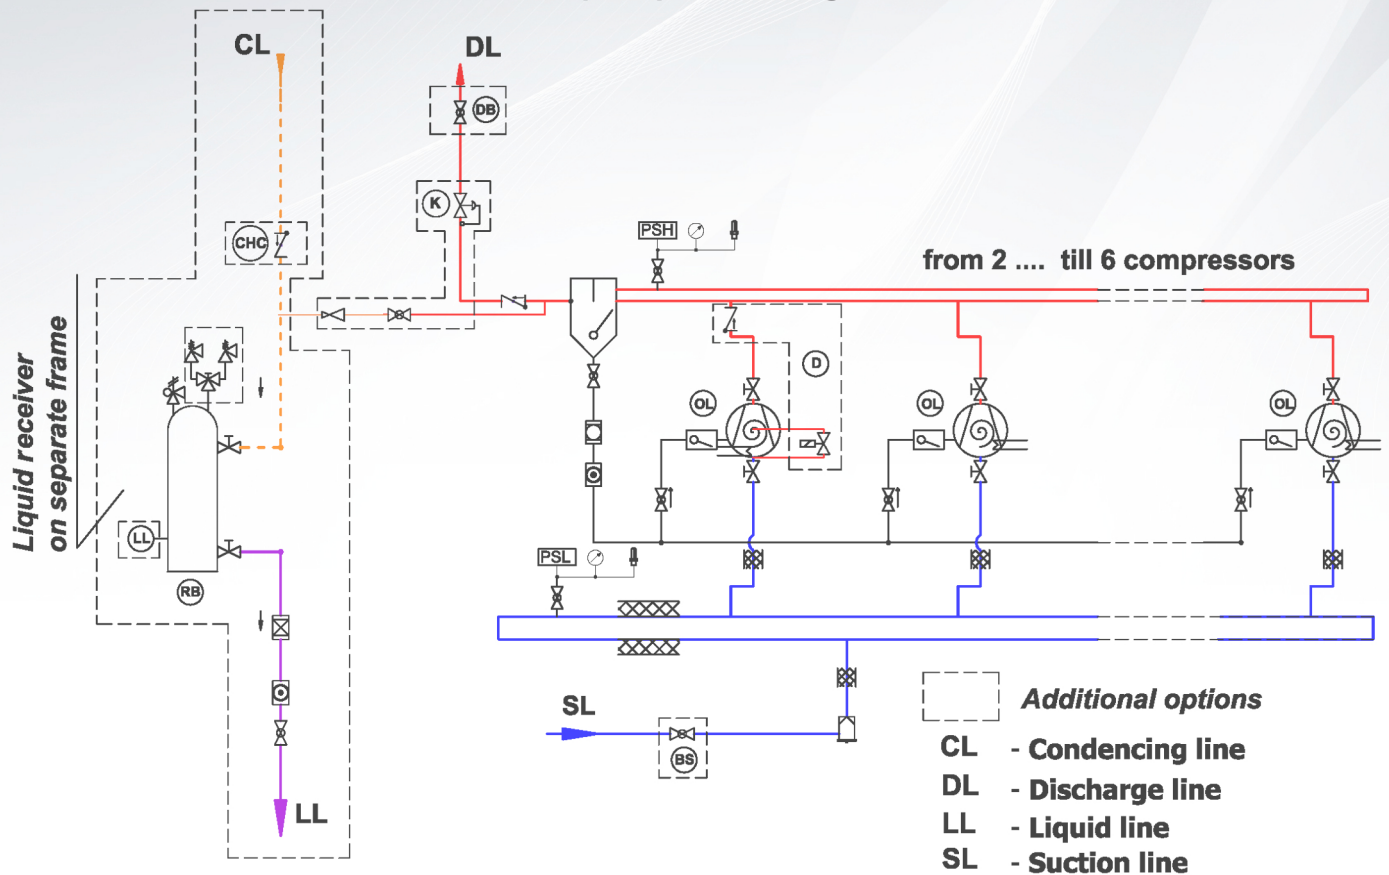 CL
DL
DB
K
CHC
PSH
from 2 .... till 6 compressors
Liquid receiver
on separate frame
D
OL
OL
OL
LL
RB
PSL
SL
BS
LL
Additional options
CL - Condencing line
DL - Discharge line
LL - Liquid line
SL - Suction line